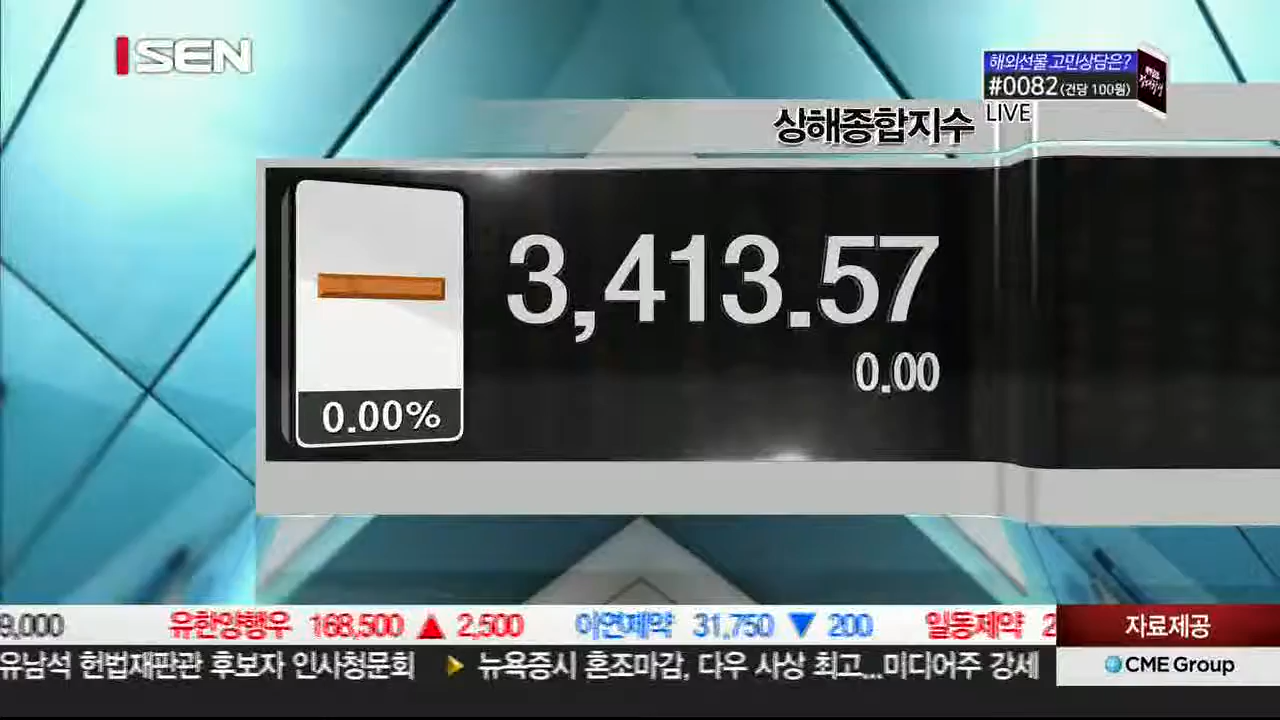 SEN
해외선물 고민상담은?
#0082 (건당 100원)
LIVE
상해종합지수
3,413.57
0.00
0.00%
9,000 유한양행우 168,500 ▲ 2,500 이연제약 31,750 ▼ 200 일동제약 2
자료제공
유남석 헌법재판관 후보자 인사청문회 ▶ 뉴욕증시 혼조마감, 다우 사상 최고...미디어주 강세
CME Group